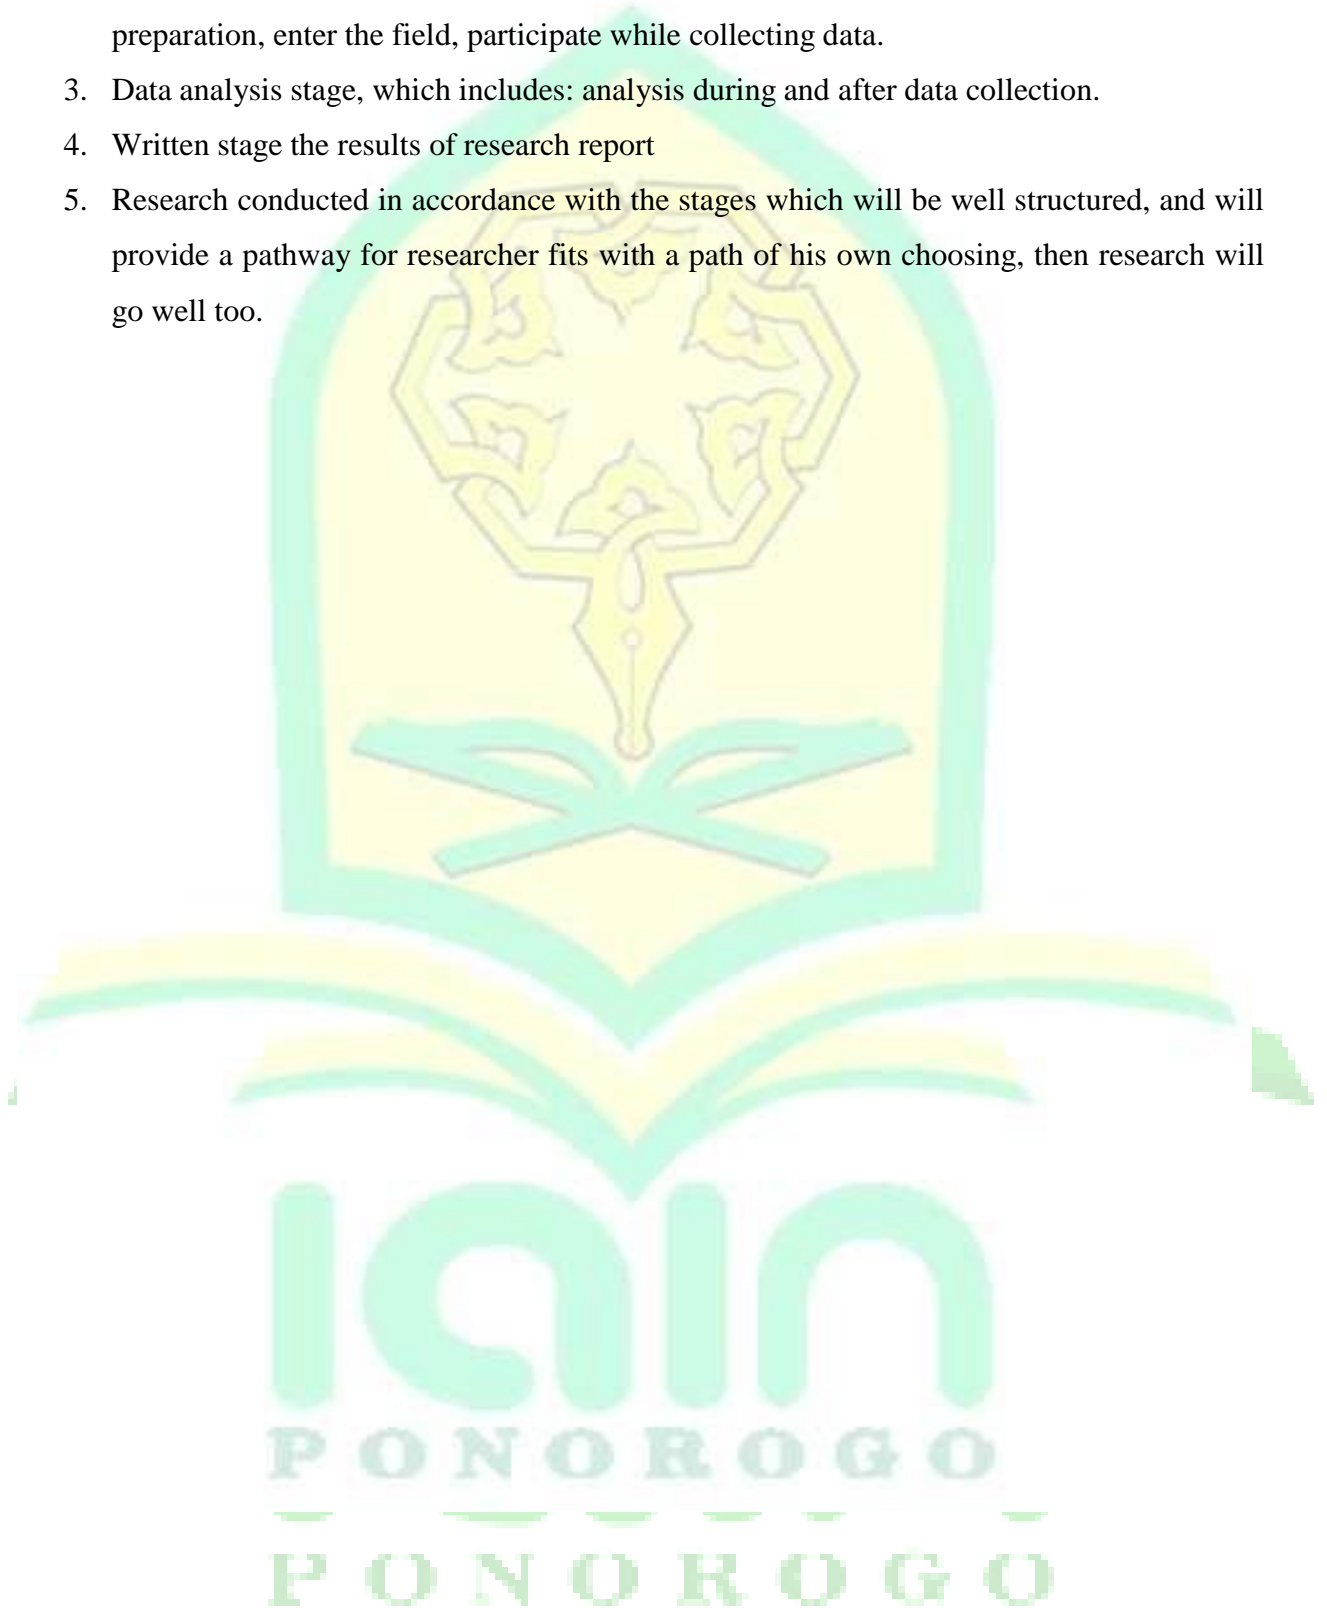 preparation, enter the field, participate while collecting data.
3. Data analysis stage, which includes: analysis during and after data collection.
4. Written stage the results of research report
5. Research conducted in accordance with the stages which will be well structured, and will
provide a pathway for researcher fits with a path of his own choosing, then research will
go well too.
iain
PONOROGO
PONOROGO